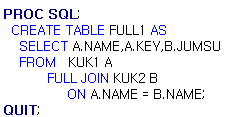 PROC SQL;
CREATE TABLE FULL1 AS
SELECT A.NAME,A.KEY,B.JUMSU
FROM KUK1 A
FULL JOIN KUK2 B
ON A.NAME = B.NAME;
QUIT;